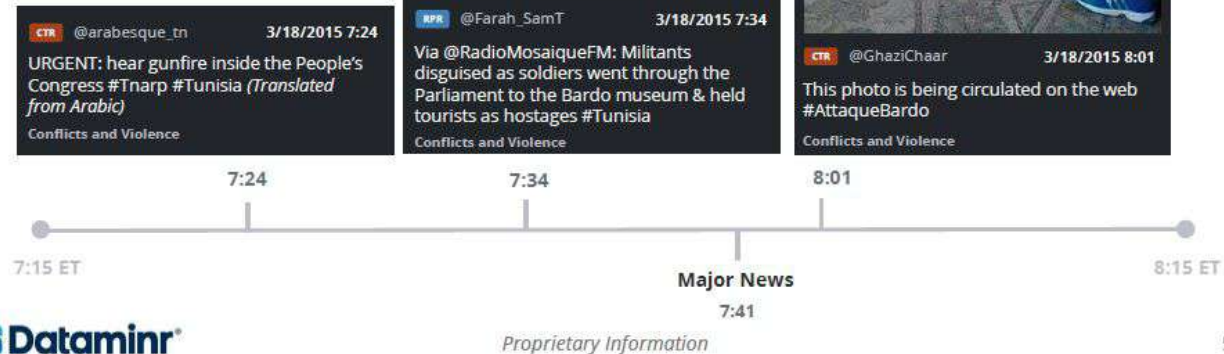 CTR @arabesque_tn 3/18/2015 7:24
URGENT: hear gunfire inside the People's
Congress #Tnarp #Tunisia (Translated
from Arabic)
Conflicts and Violence
RPR @Farah_SamT 3/18/2015 7:34
Via @RadioMosaiqueFM: Militants
disguised as soldiers went through the
Parliament to the Bardo museum & held
tourists as hostages #Tunisia
Conflicts and Violence
CTR @GhaziChaar 3/18/2015 8:01
This photo is being circulated on the web
#AttaqueBardo
Conflicts and Violence
7:24
7:34
8:01
7:15 ET
8:15 ET
Major News
7:41
Dataminr®
Proprietary Information